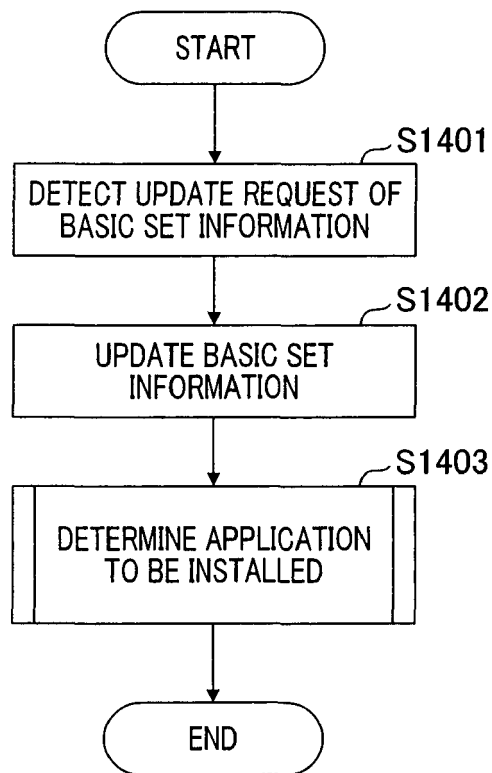 START
S1401
DETECT UPDATE REQUEST OF
BASIC SET INFORMATION
S1402
UPDATE BASIC SET
INFORMATION
S1403
DETERMINE APPLICATION
TO BE INSTALLED
END